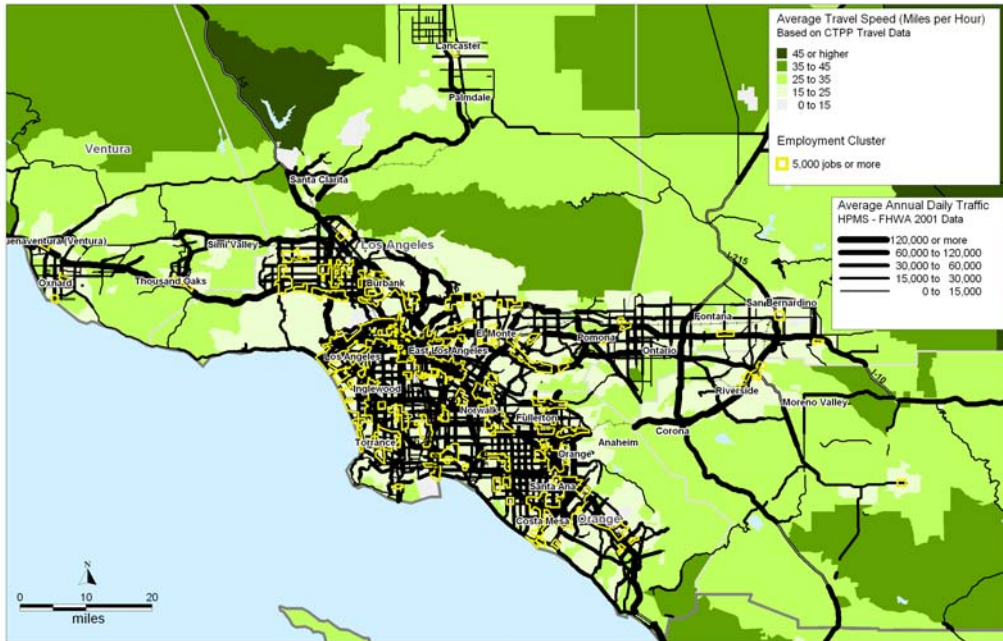 Average Travel Speed (Miles per Hour)
Based on CTPP Travel Data
45 or higher
35 to 45
25 to 35
15 to 25
0 to 15
Employment Cluster
5,000 jobs or more
Average Annual Daily Traffic
HPMS - FHWA 2001 Data
120,000 or more
60,000 to 120,000
30,000 to 60,000
15,000 to 30,000
0 to 15,000
Lancaster
I-5
Palmdale
Ventura
Santa Clarita
uenaventura (Ventura)
Simi Valley
Los Angeles
I-215
Oxnard
Thousand Oaks
Burbank
San Bernardino
Fontana
El Monte
Pomona
Los Angeles
East Los Angeles
Ontario
I-10
Inglewood
Riverside
Moreno Valley
Norwalk
Fullerton
Corona
Torrance
Anaheim
Orange
Santa Ana
Costa Mesa
Orange
N
0 10 20
miles